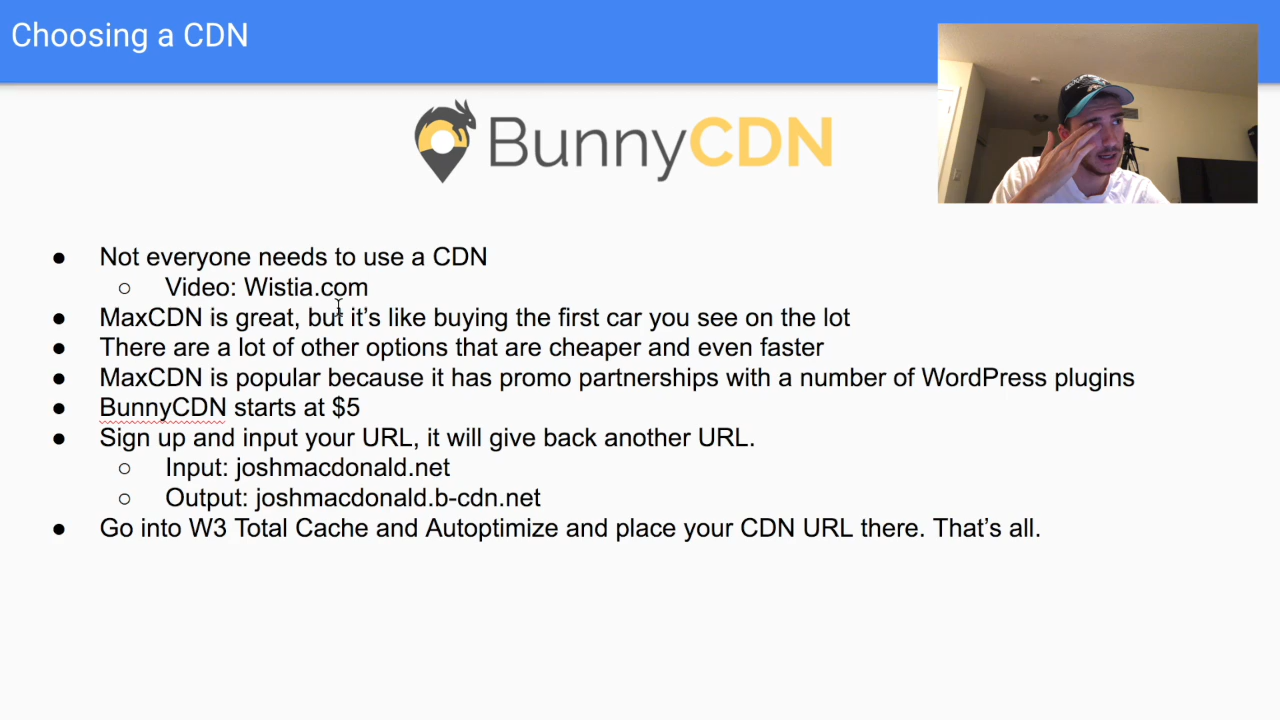 Choosing a CDN
BunnyCDN
● Not everyone needs to use a CDN
○ Video: Wistia.com
● MaxCDN is great, but it’s like buying the first car you see on the lot
● There are a lot of other options that are cheaper and even faster
● MaxCDN is popular because it has promo partnerships with a number of WordPress plugins
● BunnyCDN starts at $5
● Sign up and input your URL, it will give back another URL.
○ Input: joshmacdonald.net
○ Output: joshmacdonald.b-cdn.net
● Go into W3 Total Cache and Autoptimize and place your CDN URL there. That’s all.